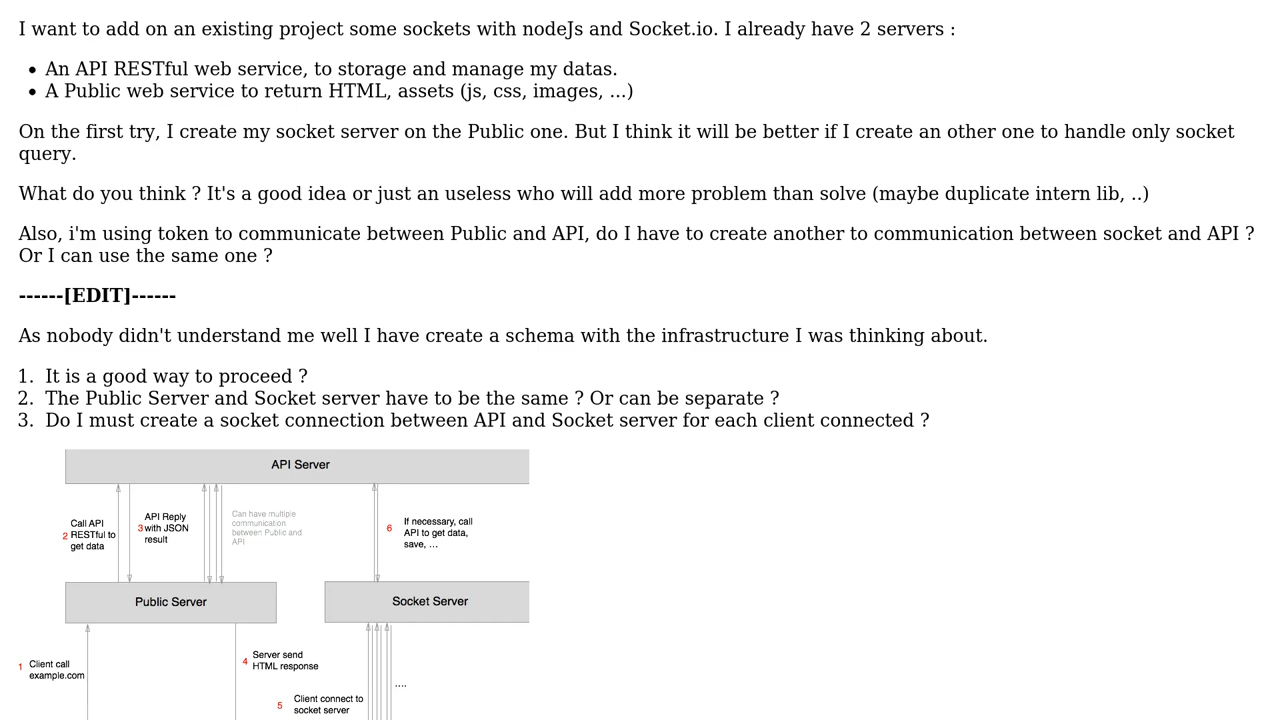 I want to add on an existing project some sockets with nodeJs and Socket.io. I already have 2 servers :
• An API RESTful web service, to storage and manage my datas.
• A Public web service to return HTML, assets (js, css, images, ...)
On the first try, I create my socket server on the Public one. But I think it will be better if I create an other one to handle only socket
query.
What do you think ? It's a good idea or just an useless who will add more problem than solve (maybe duplicate intern lib, ..)
Also, i'm using token to communicate between Public and API, do I have to create another to communication between socket and API ?
Or I can use the same one ?
------[EDIT]------
As nobody didn't understand me well I have create a schema with the infrastructure I was thinking about.
1. It is a good way to proceed ?
2. The Public Server and Socket server have to be the same ? Or can be separate ?
3. Do I must create a socket connection between API and Socket server for each client connected ?
API Server
Call API
2 RESTful to
get data
API Reply
3 with JSON
result
Can have multiple
communication
between Public and
API
6
If necessary, call
API to get data,
save, ...
Public Server
Socket Server
1
Client call
example.com
4
Server send
HTML response
5
Client connect to
socket server
....